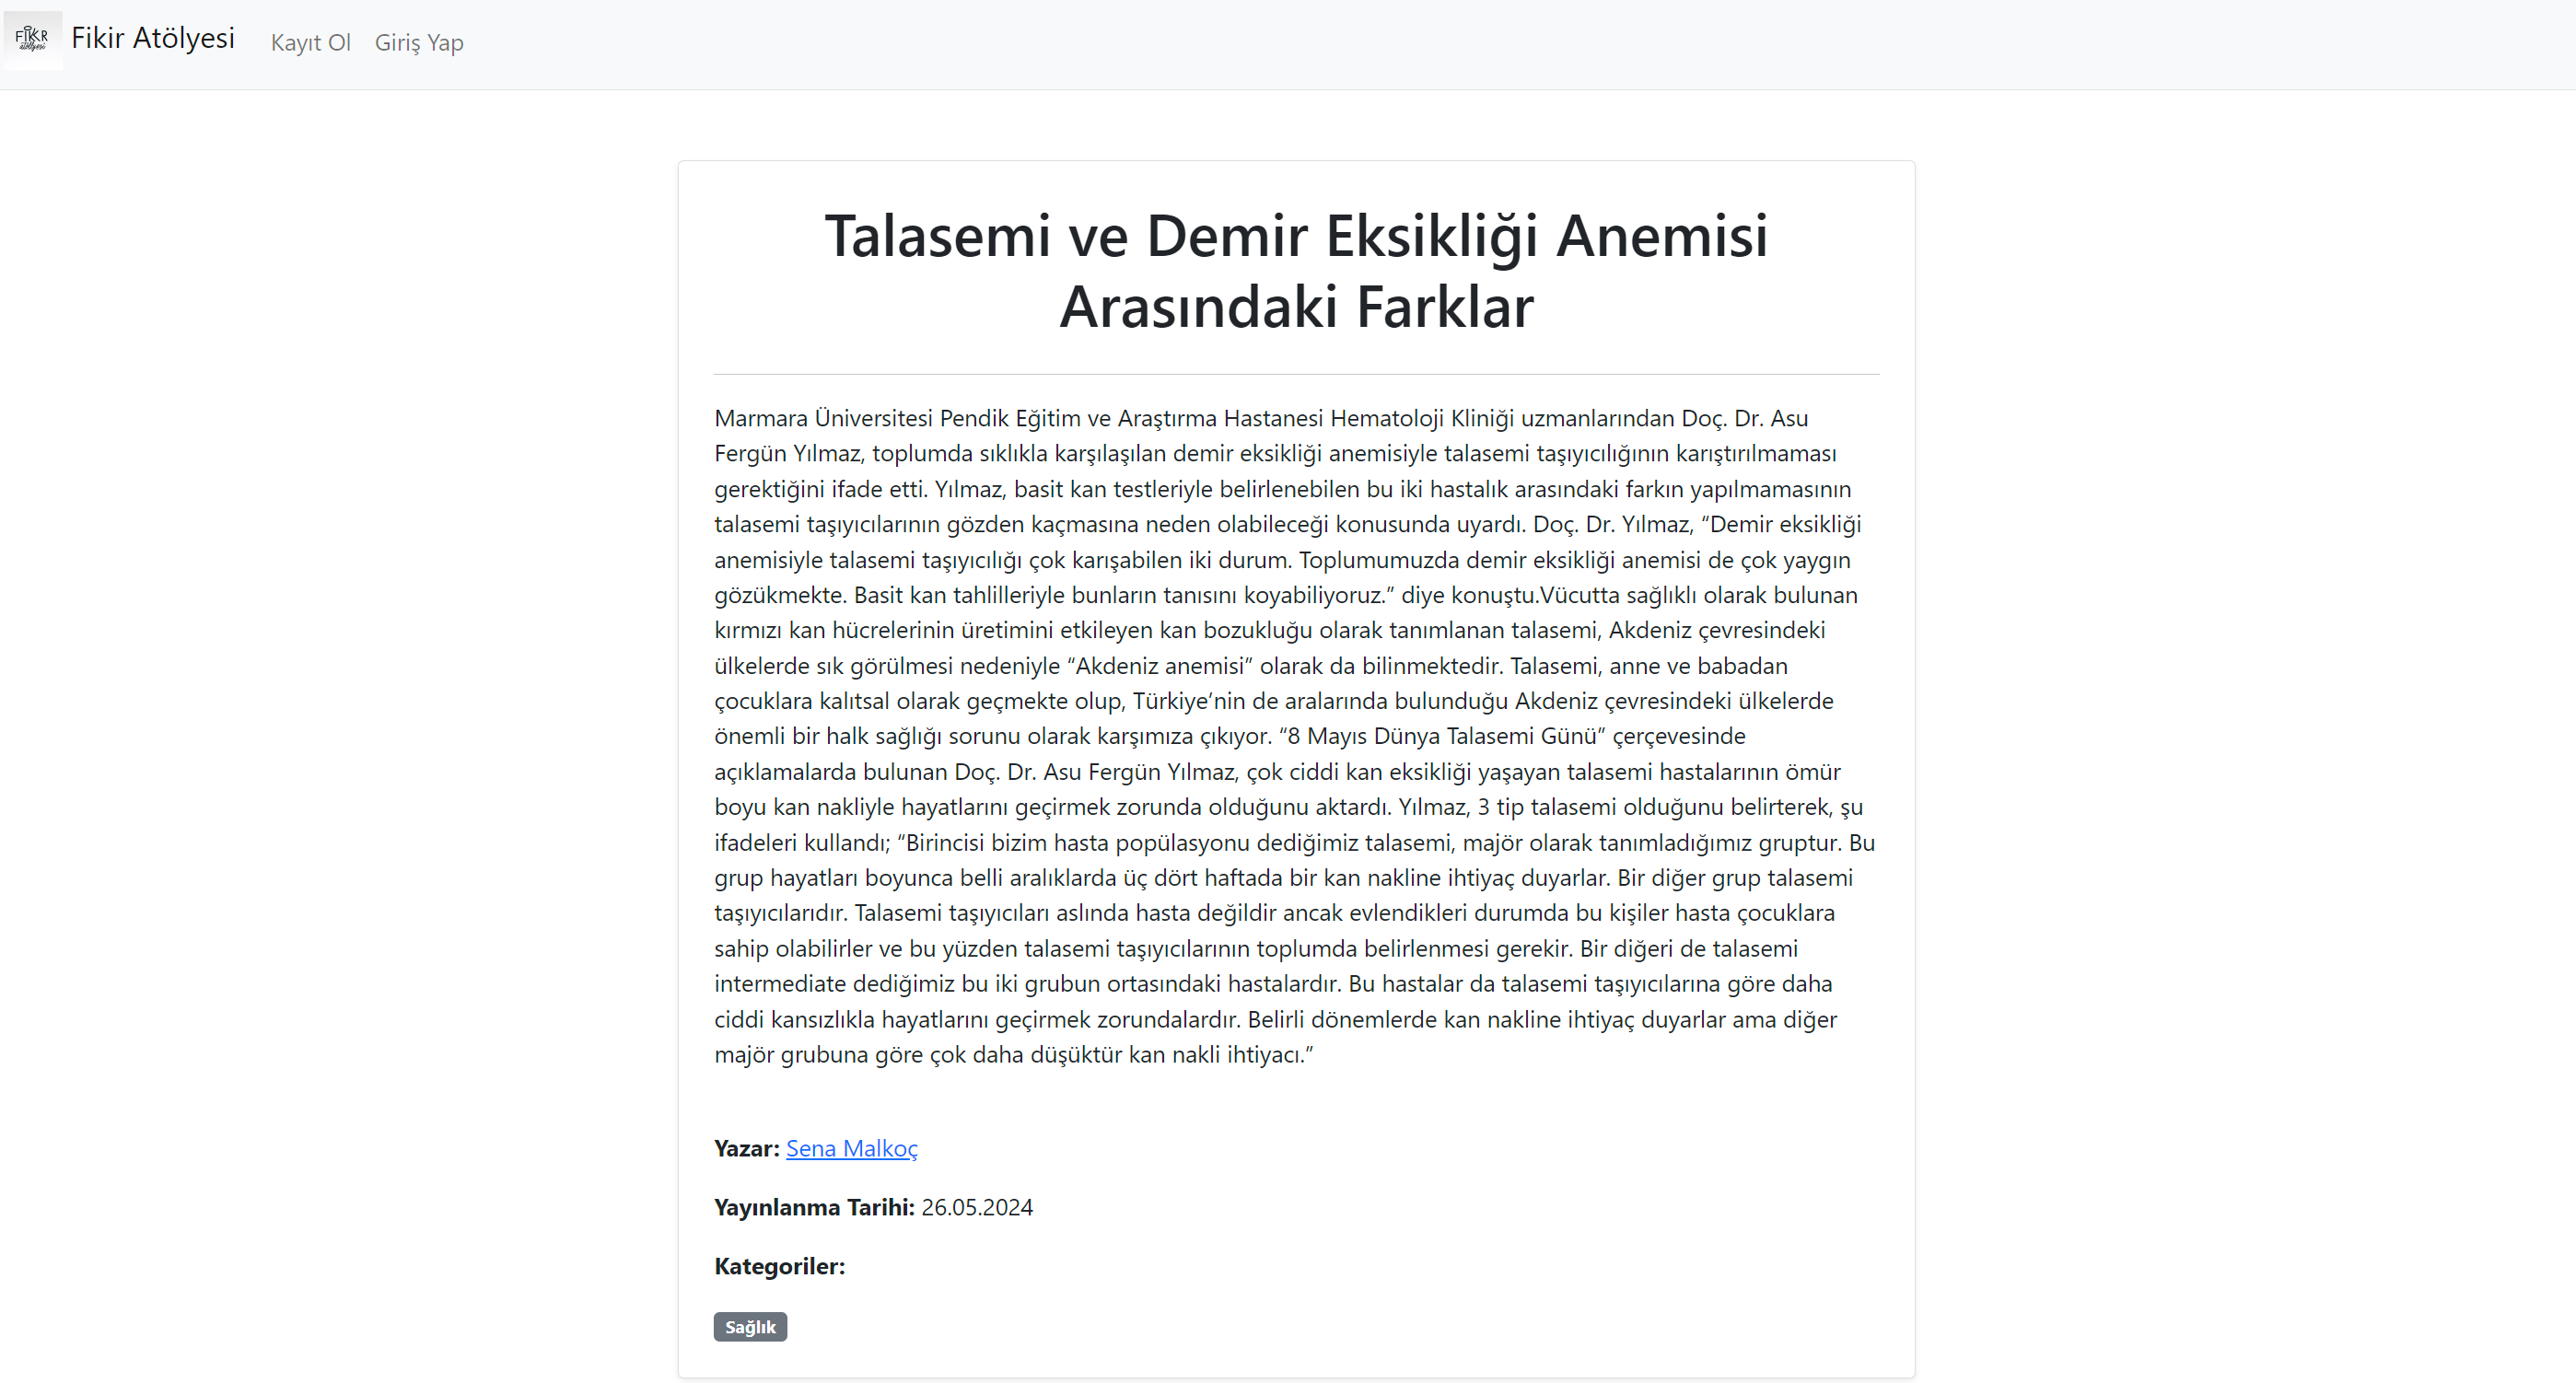 FİKİR
atölyesi
Fikir Atölyesi
Kayıt Ol
Giriş Yap
Talasemi ve Demir Eksikliği Anemisi
Arasındaki Farklar
Marmara Üniversitesi Pendik Eğitim ve Araştırma Hastanesi Hematoloji Kliniği uzmanlarından Doç. Dr. Asu
Fergün Yılmaz, toplumda sıklıkla karşılaşılan demir eksikliği anemisiyle talasemi taşıyıcılığının karıştırılmaması
gerektiğini ifade etti. Yılmaz, basit kan testleriyle belirlenebilen bu iki hastalık arasındaki farkın yapılmamasının
talasemi taşıyıcılarının gözden kaçmasına neden olabileceği konusunda uyardı. Doç. Dr. Yılmaz, “Demir eksikliği
anemisiyle talasemi taşıyıcılığı çok karışabilen iki durum. Toplumumuzda demir eksikliği anemisi de çok yaygın
gözükmekte. Basit kan tahlilleriyle bunların tanısını koyabiliyoruz.” diye konuştu.Vücutta sağlıklı olarak bulunan
kırmızı kan hücrelerinin üretimini etkileyen kan bozukluğu olarak tanımlanan talasemi, Akdeniz çevresindeki
ülkelerde sık görülmesi nedeniyle “Akdeniz anemisi” olarak da bilinmektedir. Talasemi, anne ve babadan
çocuklara kalıtsal olarak geçmekte olup, Türkiye’nin de aralarında bulunduğu Akdeniz çevresindeki ülkelerde
önemli bir halk sağlığı sorunu olarak karşımıza çıkıyor. “8 Mayıs Dünya Talasemi Günü” çerçevesinde
açıklamalarda bulunan Doç. Dr. Asu Fergün Yılmaz, çok ciddi kan eksikliği yaşayan talasemi hastalarının ömür
boyu kan nakliyle hayatlarını geçirmek zorunda olduğunu aktardı. Yılmaz, 3 tip talasemi olduğunu belirterek, şu
ifadeleri kullandı; “Birincisi bizim hasta popülasyonu dediğimiz talasemi, majör olarak tanımladığımız gruptur. Bu
grup hayatları boyunca belli aralıklarda üç dört haftada bir kan nakline ihtiyaç duyarlar. Bir diğer grup talasemi
taşıyıcılarıdır. Talasemi taşıyıcıları aslında hasta değildir ancak evlendikleri durumda bu kişiler hasta çocuklara
sahip olabilirler ve bu yüzden talasemi taşıyıcılarının toplumda belirlenmesi gerekir. Bir diğeri de talasemi
intermediate dediğimiz bu iki grubun ortasındaki hastalardır. Bu hastalar da talasemi taşıyıcılarına göre daha
ciddi kansızlıkla hayatlarını geçirmek zorundalardır. Belirli dönemlerde kan nakline ihtiyaç duyarlar ama diğer
majör grubuna göre çok daha düşüktür kan nakli ihtiyacı.”
Yazar: Sena Malkoç
Yayınlanma Tarihi: 26.05.2024
Kategoriler:
Sağlık